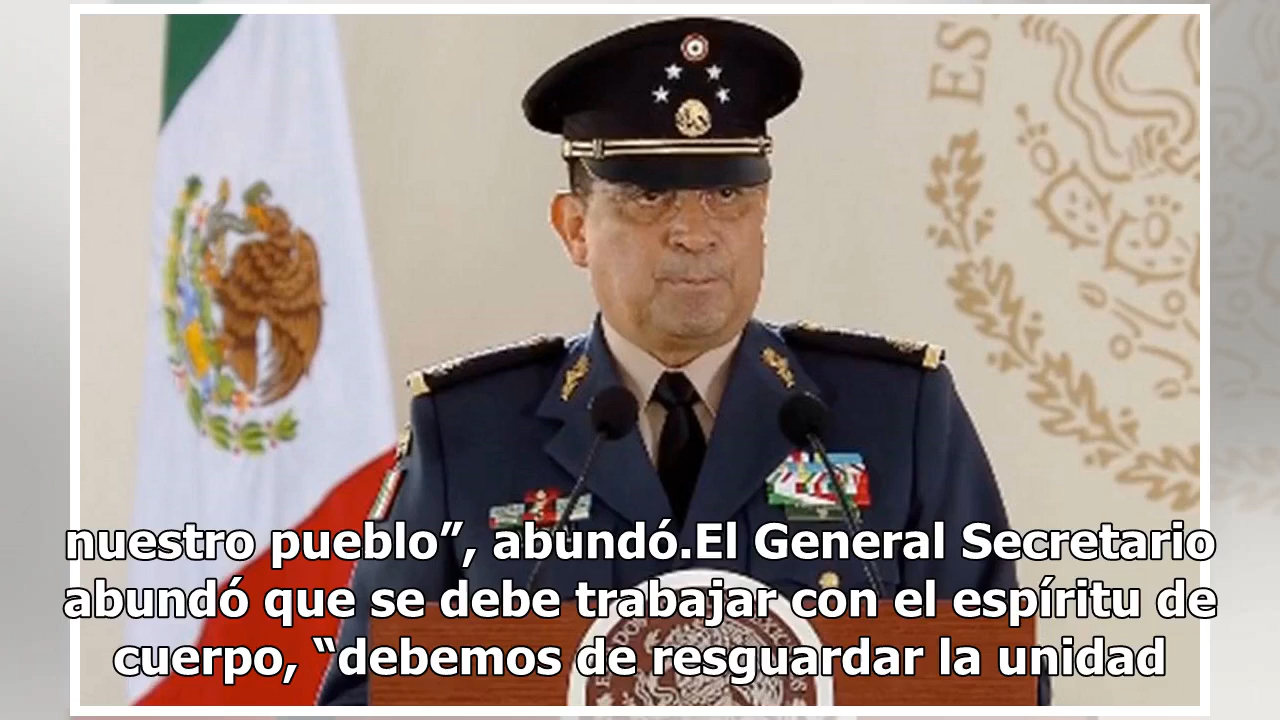 ES
nuestro pueblo”, abundó.El General Secretario
abundó que se debe trabajar con el espíritu de
cuerpo, “debemos de resguardar la unidad